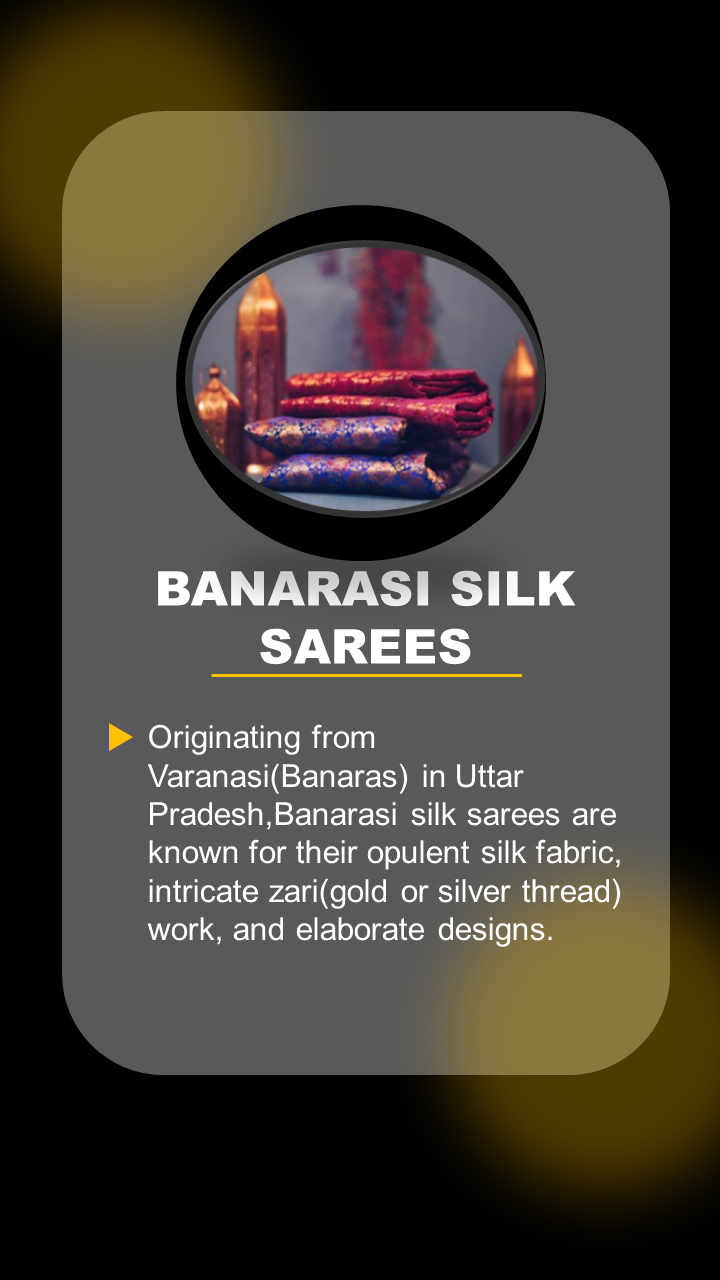 BANARASI SILK
SAREES
Originating from
Varanasi(Banaras) in Uttar
Pradesh,Banarasi silk sarees are
known for their opulent silk fabric,
intricate zari(gold or silver thread)
work, and elaborate designs.